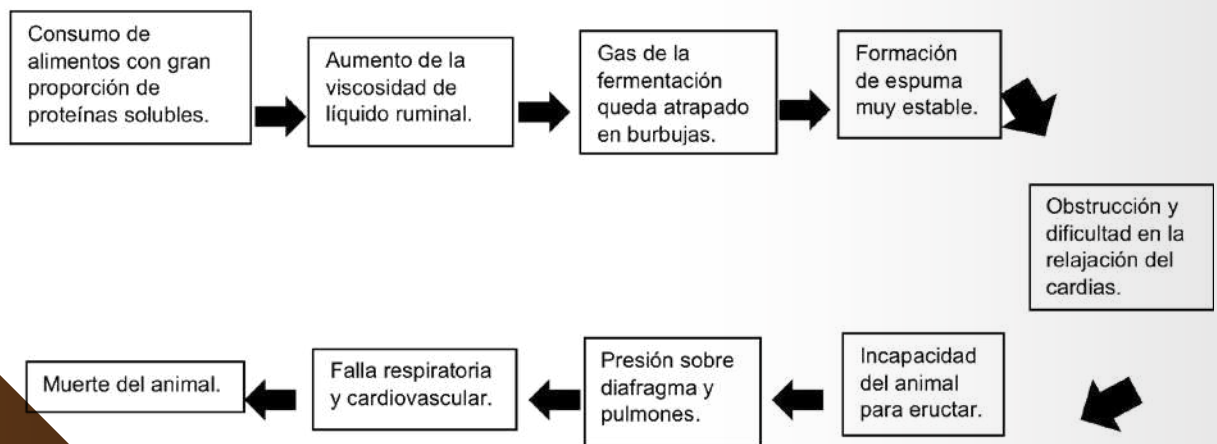 Consumo de
alimentos con gran
proporción de
proteínas solubles.
Aumento de la
viscosidad de
líquido ruminal.
Gas de la
fermentación
queda atrapado
en burbujas.
Formación
de espuma
muy estable.
Obstrucción y
dificultad en la
relajación del
cardias.
Incapacidad
del animal
para eructar.
Presión sobre
diafragma y
pulmones.
Falla respiratoria
y cardiovascular.
Muerte del animal.